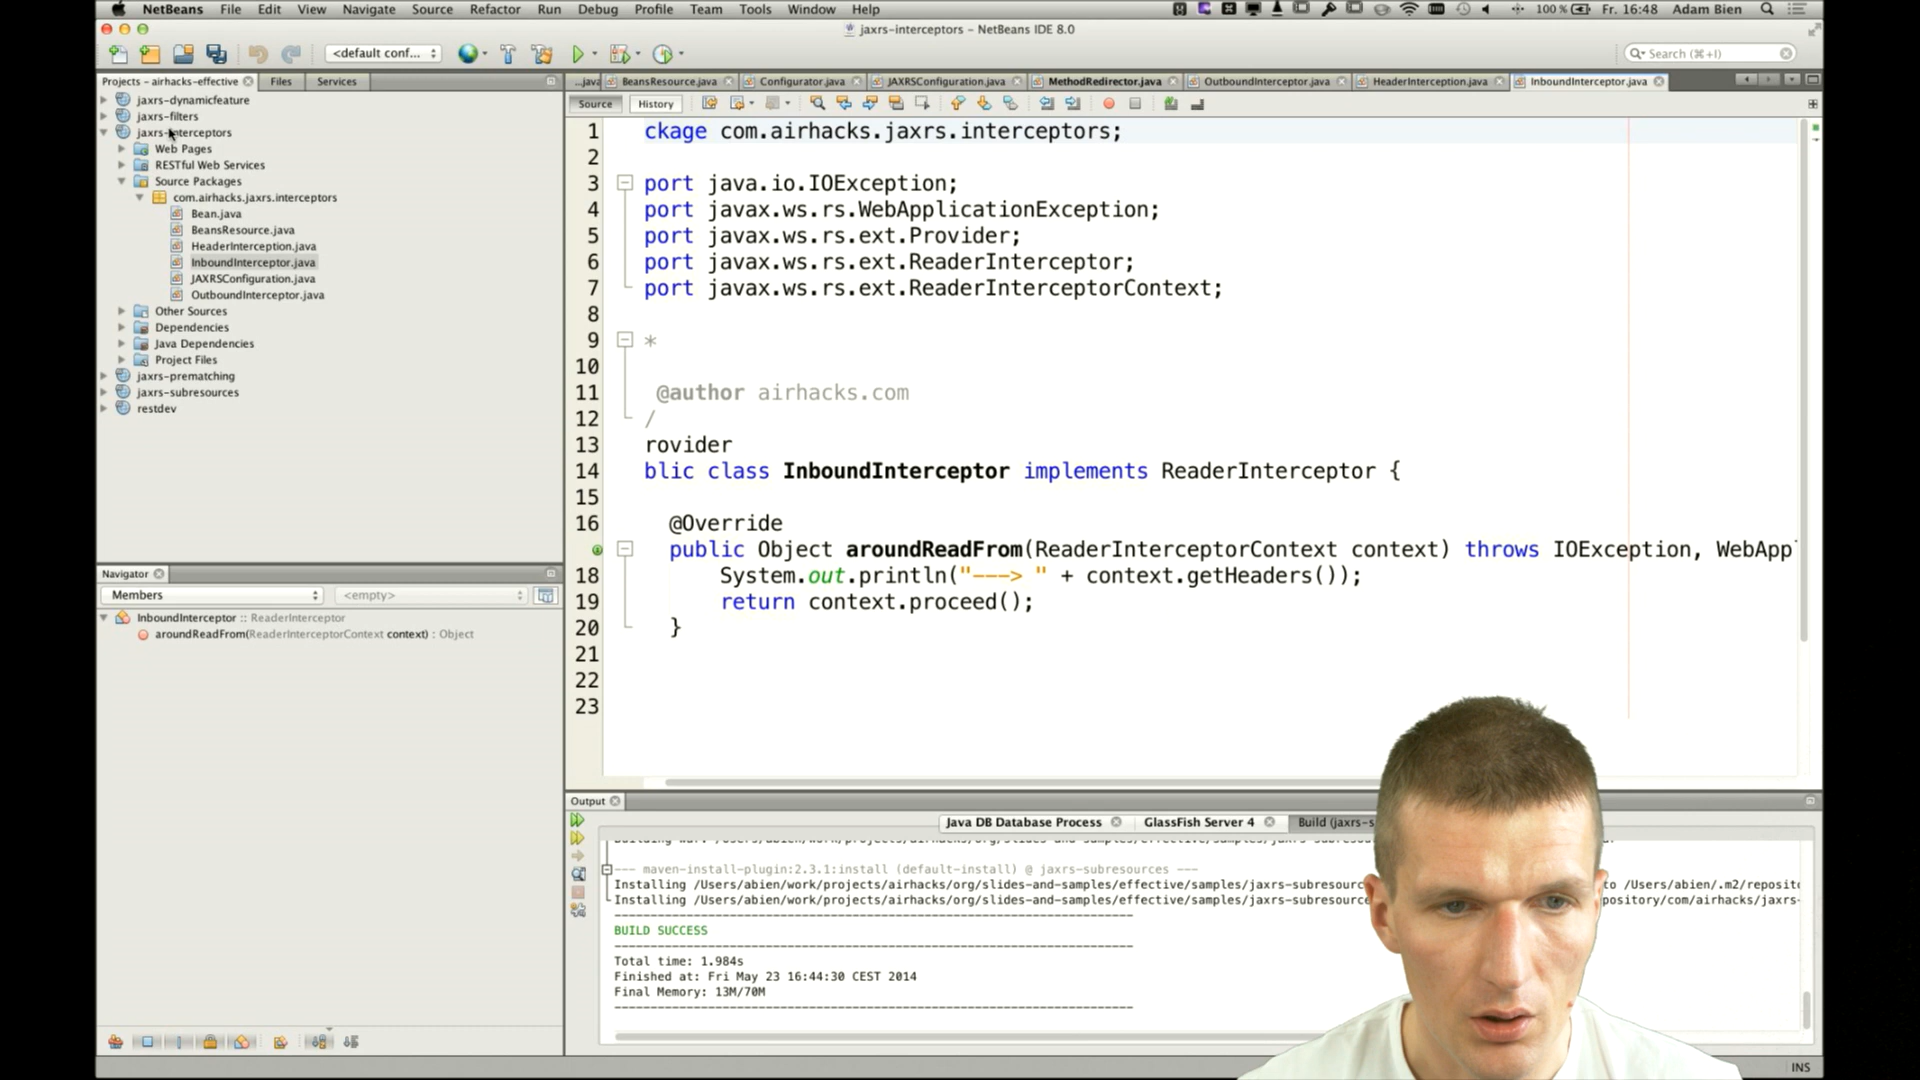 NetBeans File Edit View Navigate Source Refactor Run Debug Profile Team Tools Window Help 100% Fr. 16:48 Adam Bien
jaxrs-interceptors - NetBeans IDE 8.0
<default conf... Search (⌘+I)
Projects - airhacks-effective Files Services
...java BeansResource.java Configurator.java JAXRSConfiguration.java MethodRedirector.java OutboundInterceptor.java HeaderInterception.java InboundInterceptor.java
Source History
jaxrs-dynamicfeature
jaxrs-filters
jaxrs-interceptors
Web Pages
RESTful Web Services
Source Packages
com.airhacks.jaxrs.interceptors
Bean.java
BeansResource.java
HeaderInterception.java
InboundInterceptor.java
JAXRSConfiguration.java
OutboundInterceptor.java
Other Sources
Dependencies
Java Dependencies
Project Files
jaxrs-prematching
jaxrs-subresources
restdev
Navigator
Members <empty>
InboundInterceptor :: ReaderInterceptor
aroundReadFrom(ReaderInterceptorContext context) : Object
1 ckage com.airhacks.jaxrs.interceptors;
2
3 port java.io.IOException;
4 port javax.ws.rs.WebApplicationException;
5 port javax.ws.rs.ext.Provider;
6 port javax.ws.rs.ext.ReaderInterceptor;
7 port javax.ws.rs.ext.ReaderInterceptorContext;
8
9 *
10
11 @author airhacks.com
12 /
13 rovider
14 blic class InboundInterceptor implements ReaderInterceptor {
15
16 @Override
public Object aroundReadFrom(ReaderInterceptorContext context) throws IOException, WebApp
18 System.out.println("---> " + context.getHeaders());
19 return context.proceed();
20 }
21
22
23
Output
Java DB Database Process GlassFish Server 4 Build (jaxrs-s
--- maven-install-plugin:2.3.1:install (default-install) @ jaxrs-subresources ---
Installing /Users/abien/work/projects/airhacks/org/slides-and-samples/effective/samples/jaxrs-subresourc to /Users/abien/.m2/reposito
Installing /Users/abien/work/projects/airhacks/org/slides-and-samples/effective/samples/jaxrs-subresourc pository/com/airhacks/jaxrs-
------------------------------------------------------------------------
BUILD SUCCESS
------------------------------------------------------------------------
Total time: 1.984s
Finished at: Fri May 23 16:44:30 CEST 2014
Final Memory: 13M/70M
------------------------------------------------------------------------
INS